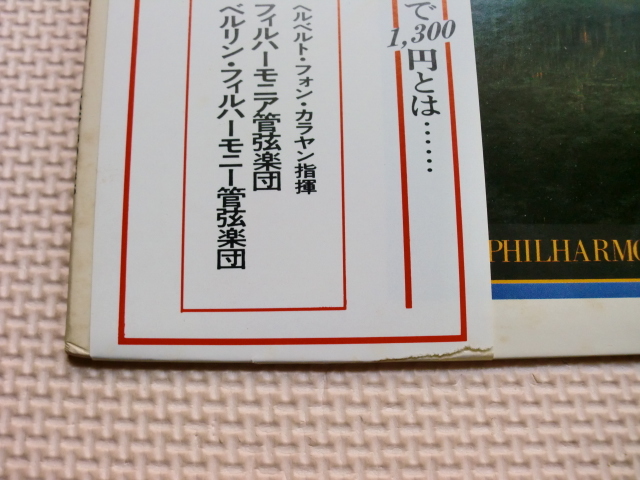 で
1,300
円とは……
ヘルベルト・フォン・カラヤン指揮
フィルハーモニア管弦楽団
ベルリン・フィルハーモニー管弦楽団
PHILHARMO